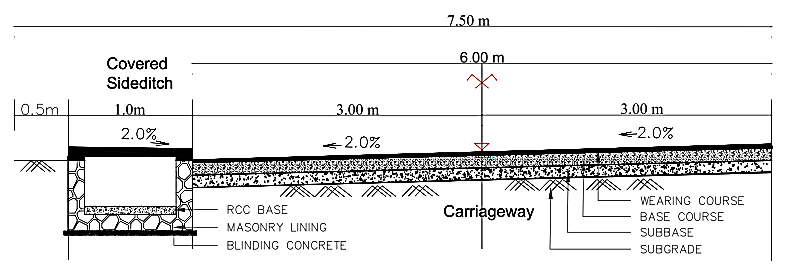 7.50 m
6.00 m
Covered
Sideditch
0.5m
1.0m
3.00 m
3.00 m
2.0%
2.0%
2.0%
RCC BASE
MASONRY LINING
BLINDING CONCRETE
Carriageway
WEARING COURSE
BASE COURSE
SUBBASE
SUBGRADE